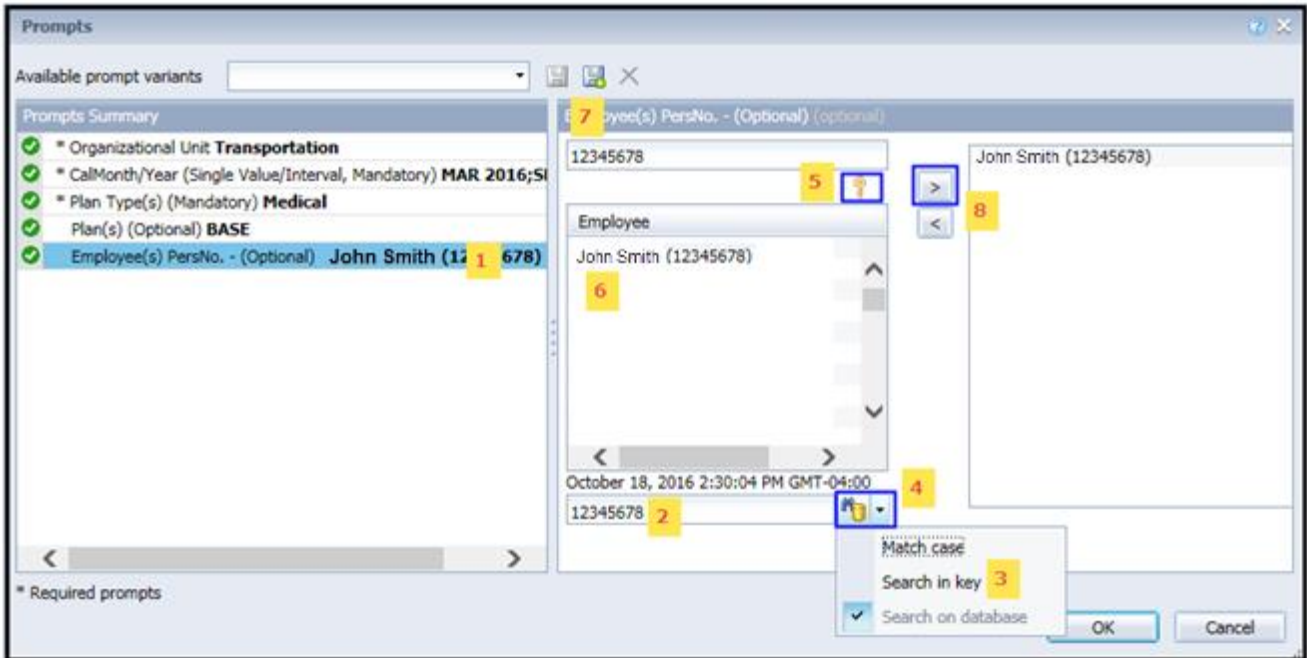 Prompts
Available prompt variants
Prompts Summary
* Organizational Unit Transportation
* CalMonth/Year (Single Value/Interval, Mandatory) MAR 2016;
* Plan Type(s) (Mandatory) Medical
Plan(s) (Optional) BASE
Employee(s) PersNo. - (Optional) John Smith (12 1 678)
* Required prompts
7 yee(s) PersNo. - (Optional) (optional)
12345678
5
Employee
John Smith (12345678)
6
October 18, 2016 2:30:04 PM GMT-04:00
12345678 2
4
Match case
Search in key 3
Search on database
>
<
8
John Smith (12345678)
OK
Cancel